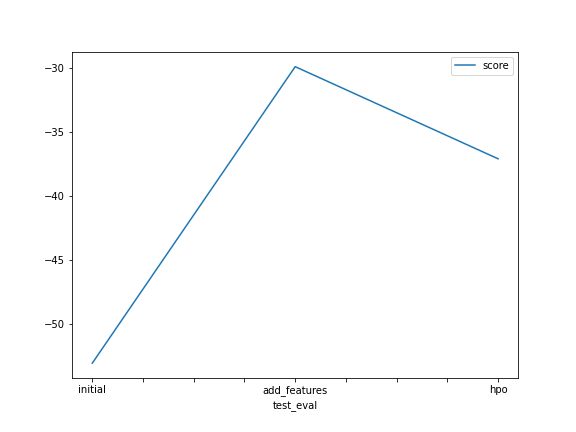 score
−30
−35
−40
−45
−50
initial add_features hpo
test_eval